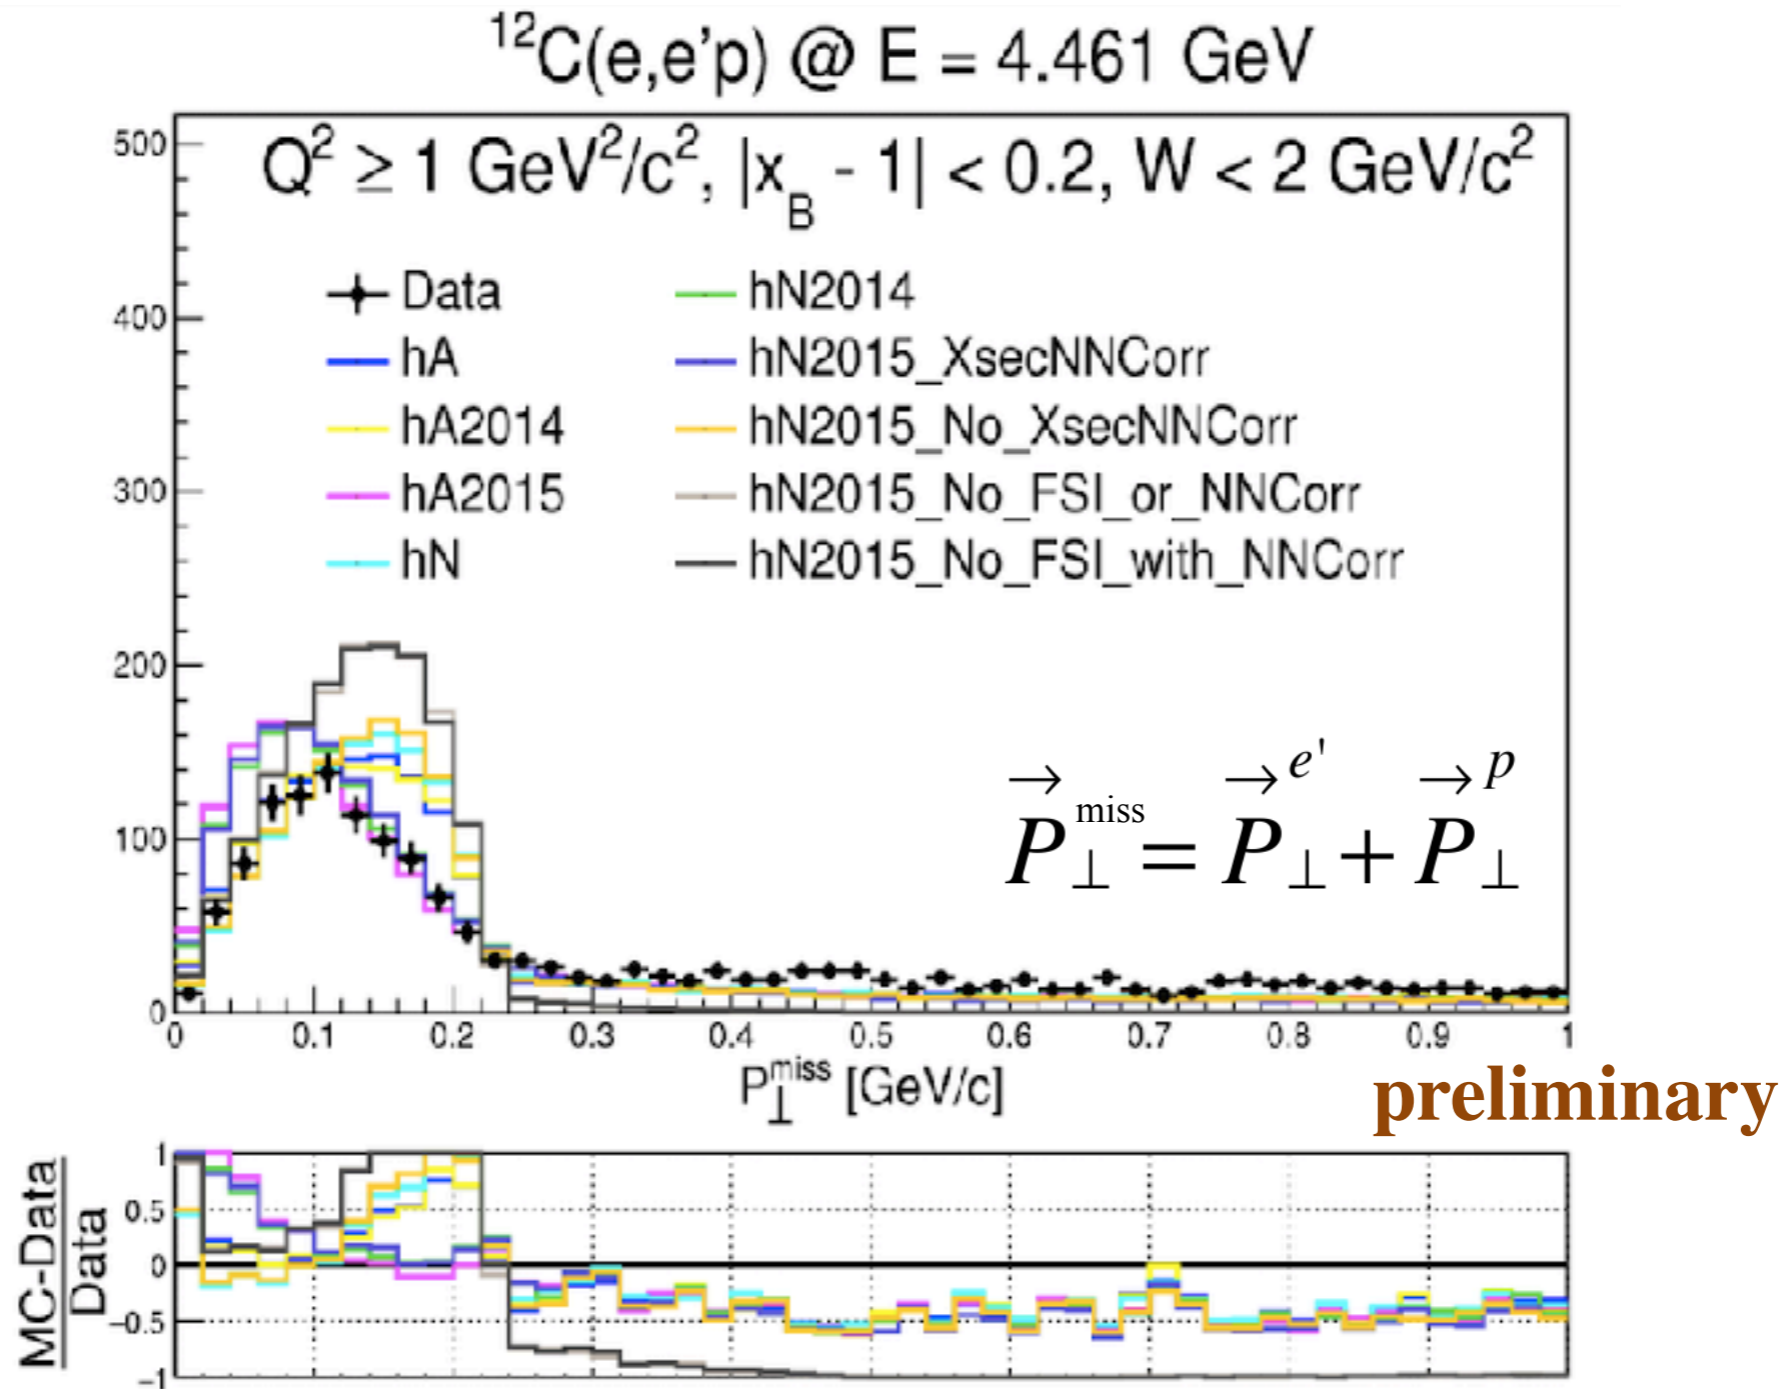 ¹²C(e,e'p) @ E = 4.461 GeV
Q² ≥ 1 GeV²/c², |x_B - 1| < 0.2, W < 2 GeV/c²
Data
hA
hA2014
hA2015
hN
hN2014
hN2015_XsecNNCorr
hN2015_No_XsecNNCorr
hN2015_No_FSI_or_NNCorr
hN2015_No_FSI_with_NNCorr
500
400
300
200
100
0
P⃗⊥^miss = P⃗⊥^e' + P⃗⊥^p
0 0.1 0.2 0.3 0.4 0.5 0.6 0.7 0.8 0.9 1
P⊥^miss [GeV/c]
preliminary
MC-Data
Data
1
0.5
0
−0.5
−1